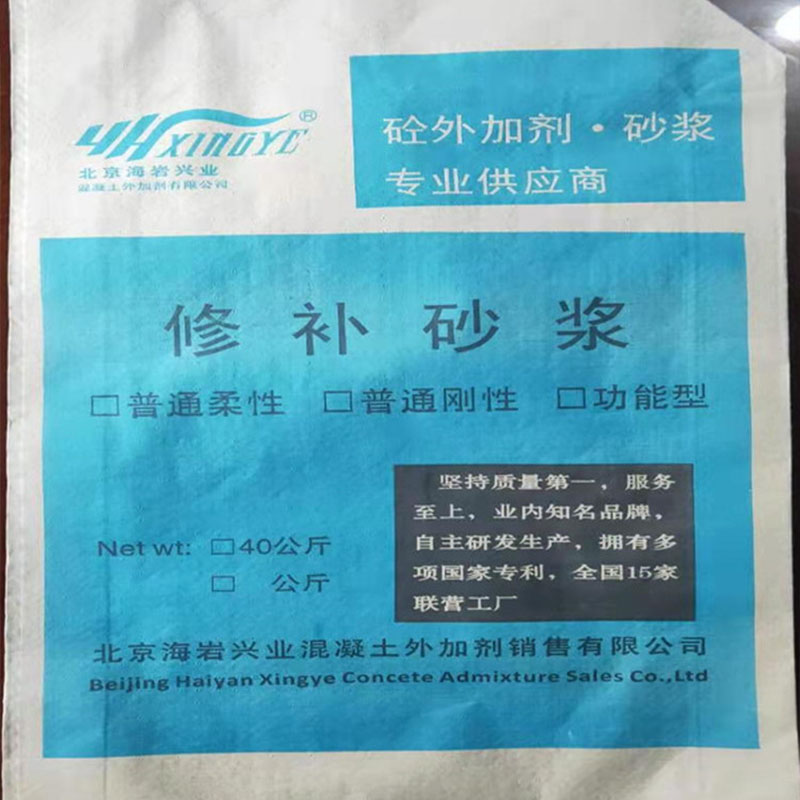 YHXINGYE®
北京海岩兴业
混凝土外加剂有限公司
砼外加剂·砂浆
专业供应商
修补砂浆
□普通柔性 □普通刚性 □功能型
坚持质量第一，服务
至上，业内知名品牌，
自主研发生产，拥有多
项国家专利，全国15家
联营工厂
Net wt: □40公斤
□ 公斤
北京海岩兴业混凝土外加剂销售有限公司
Beijing Haiyan Xingye Concete Admixture Sales Co.,Ltd